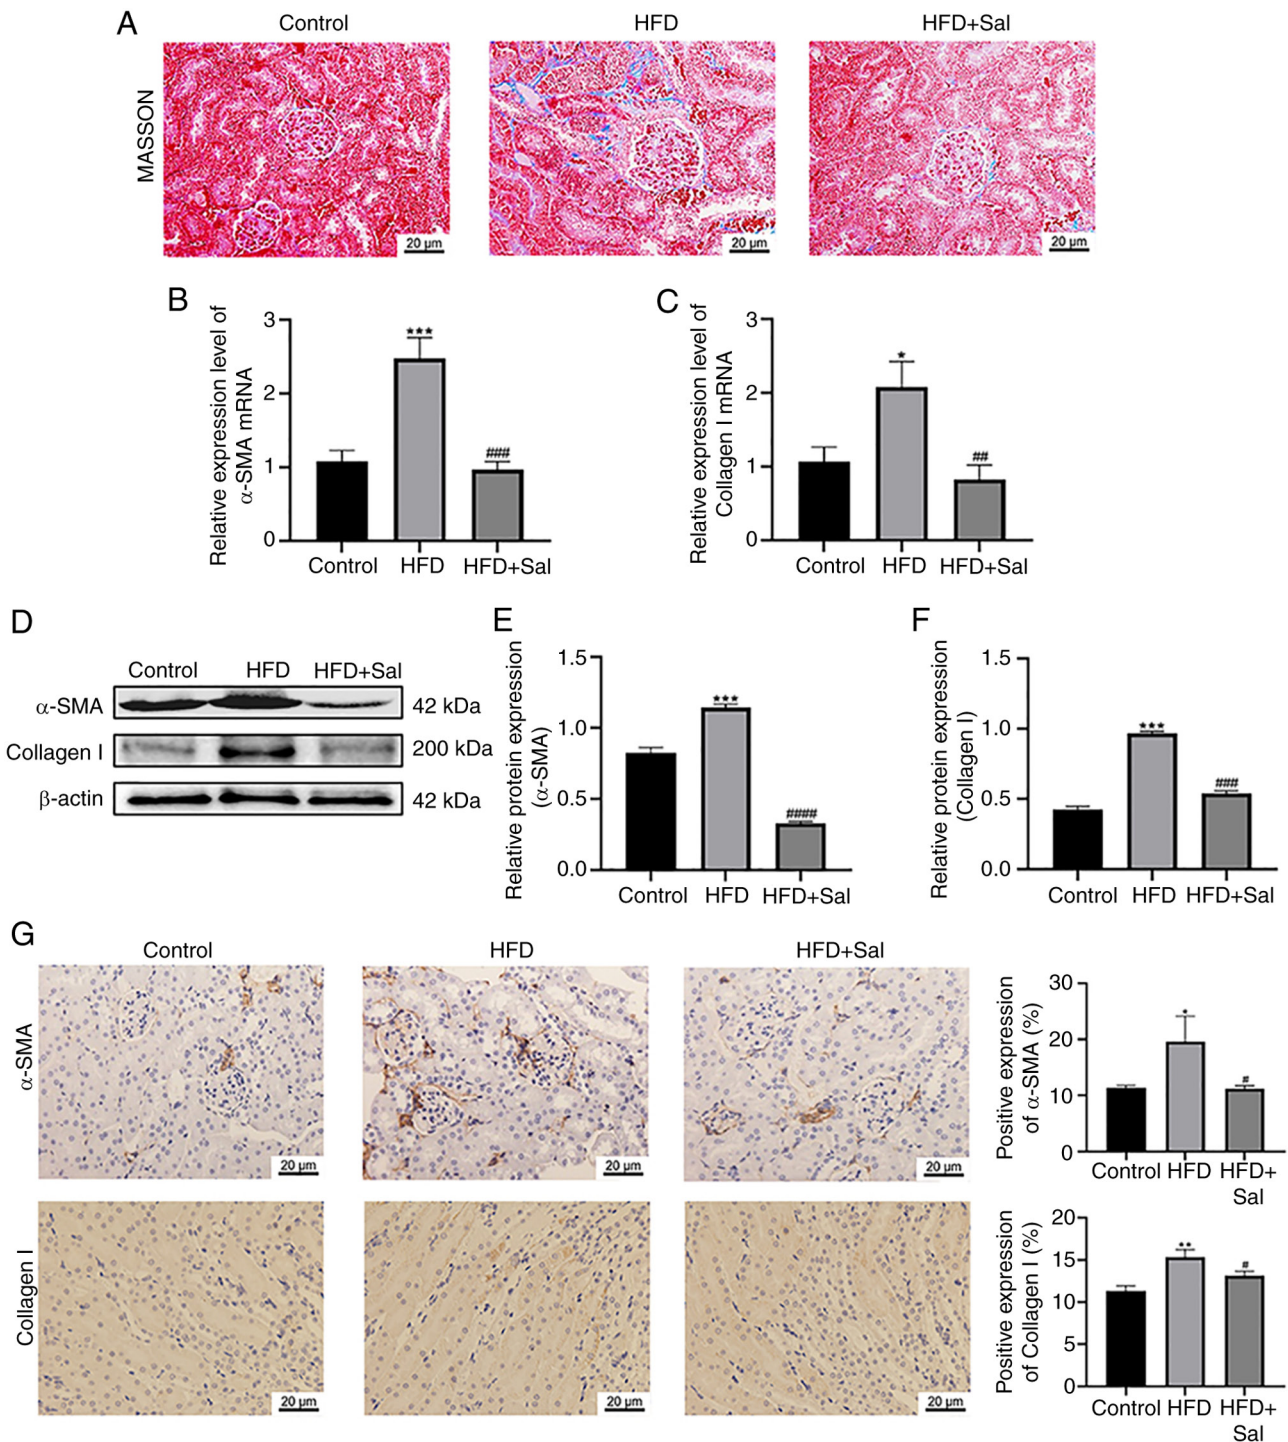 A
Control
HFD
HFD+Sal
MASSON
20 µm
20 µm
20 µm
B
Relative expression level of
α-SMA mRNA
3
2
1
0
***
###
Control
HFD
HFD+Sal
C
Relative expression level of
Collagen I mRNA
3
2
1
0
*
##
Control
HFD
HFD+Sal
D
Control
HFD
HFD+Sal
α-SMA
42 kDa
Collagen I
200 kDa
β-actin
42 kDa
E
Relative protein expression
(α-SMA)
1.5
1.0
0.5
0.0
***
####
Control
HFD
HFD+Sal
F
Relative protein expression
(Collagen I)
1.5
1.0
0.5
0.0
***
###
Control
HFD
HFD+Sal
G
Control
HFD
HFD+Sal
α-SMA
20 µm
20 µm
20 µm
Positive expression
of α-SMA (%)
30
20
10
0
*
#
Control
HFD
HFD+
Sal
Collagen I
20 µm
20 µm
20 µm
Positive expression
of Collagen I (%)
20
15
10
5
0
**
#
Control
HFD
HFD+
Sal